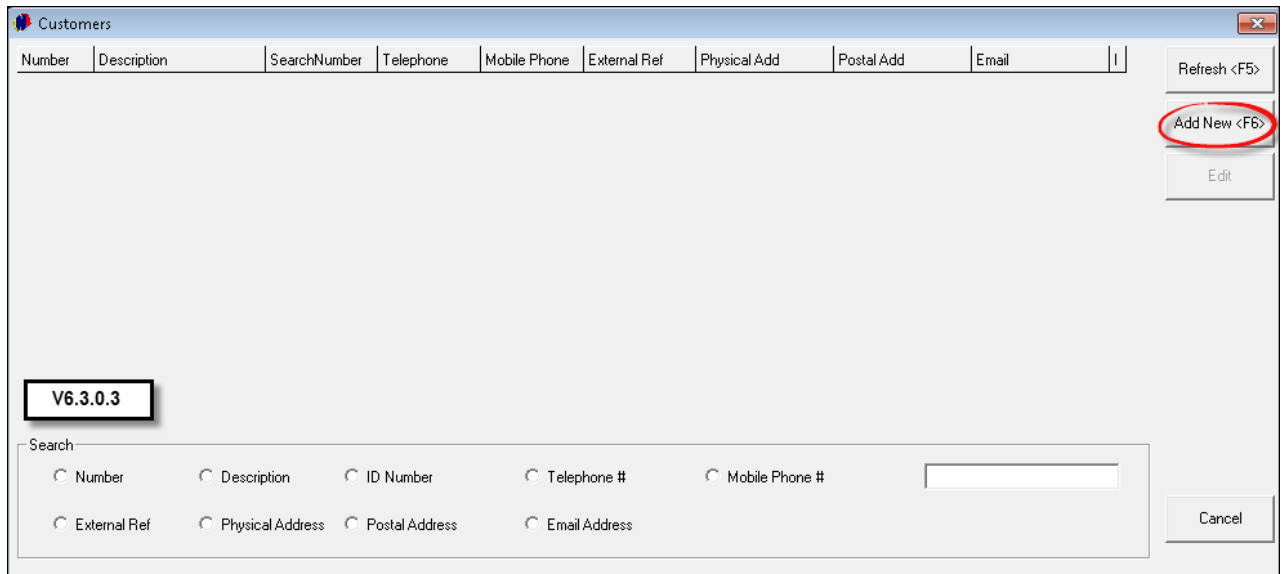 Customers
Number Description SearchNumber Telephone Mobile Phone External Ref Physical Add Postal Add Email I
Refresh <F5>
Add New <F6>
Edit
V6.3.0.3
Search
Number Description ID Number Telephone # Mobile Phone #
External Ref Physical Address Postal Address Email Address
Cancel